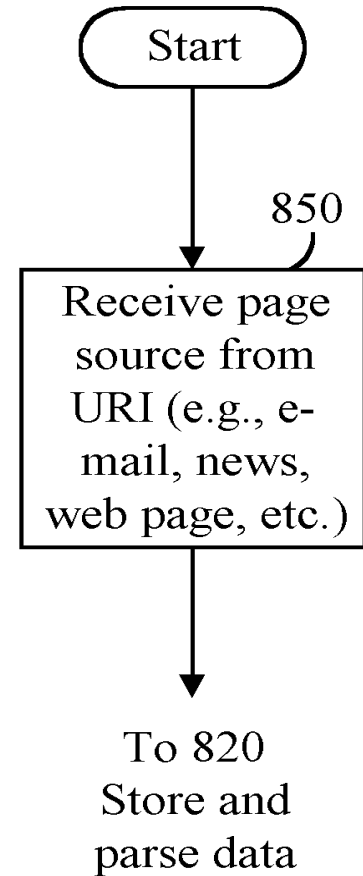 Start
850
Receive page
source from
URI (e.g., e-
mail, news,
web page, etc.)
To 820
Store and
parse data